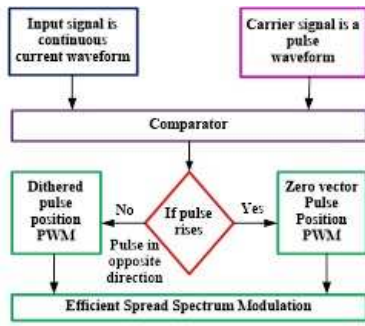 Input signal is
continuous
current waveform
Carrier signal is a
pulse
waveform
Comparator
Dithered
pulse
position
PWM
No
If pulse
rises
Yes
Zero vector
Pulse
Position
PWM
Pulse in
opposite
direction
Efficient Spread Spectrum Modulation